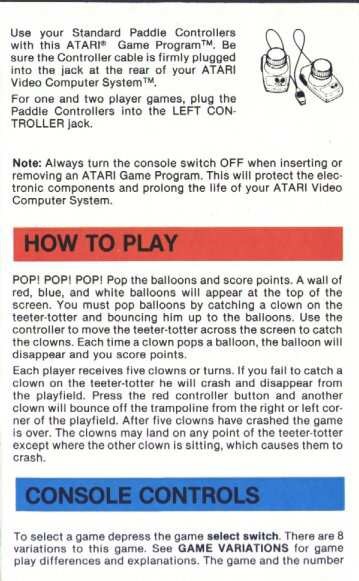 Use your Standard Paddle Controllers
with this ATARI® Game Program™. Be
sure the Controller cable is firmly plugged
into the jack at the rear of your ATARI
Video Computer System™.
For one and two player games, plug the
Paddle Controllers into the LEFT CON-
TROLLER jack.
Note: Always turn the console switch OFF when inserting or
removing an ATARI Game Program. This will protect the elec-
tronic components and prolong the life of your ATARI Video
Computer System.
HOW TO PLAY
POP! POP! POP! Pop the balloons and score points. A wall of
red, blue, and white balloons will appear at the top of the
screen. You must pop balloons by catching a clown on the
teeter-totter and bouncing him up to the balloons. Use the
controller to move the teeter-totter across the screen to catch
the clowns. Each time a clown pops a balloon, the balloon will
disappear and you score points.
Each player receives five clowns or turns. If you fail to catch a
clown on the teeter-totter he will crash and disappear from
the playfield. Press the red controller button and another
clown will bounce off the trampoline from the right or left cor-
ner of the playfield. After five clowns have crashed the game
is over. The clowns may land on any point of the teeter-totter
except where the other clown is sitting, which causes them to
crash.
CONSOLE CONTROLS
To select a game depress the game select switch. There are 8
variations to this game. See GAME VARIATIONS for game
play differences and explanations. The game and the number